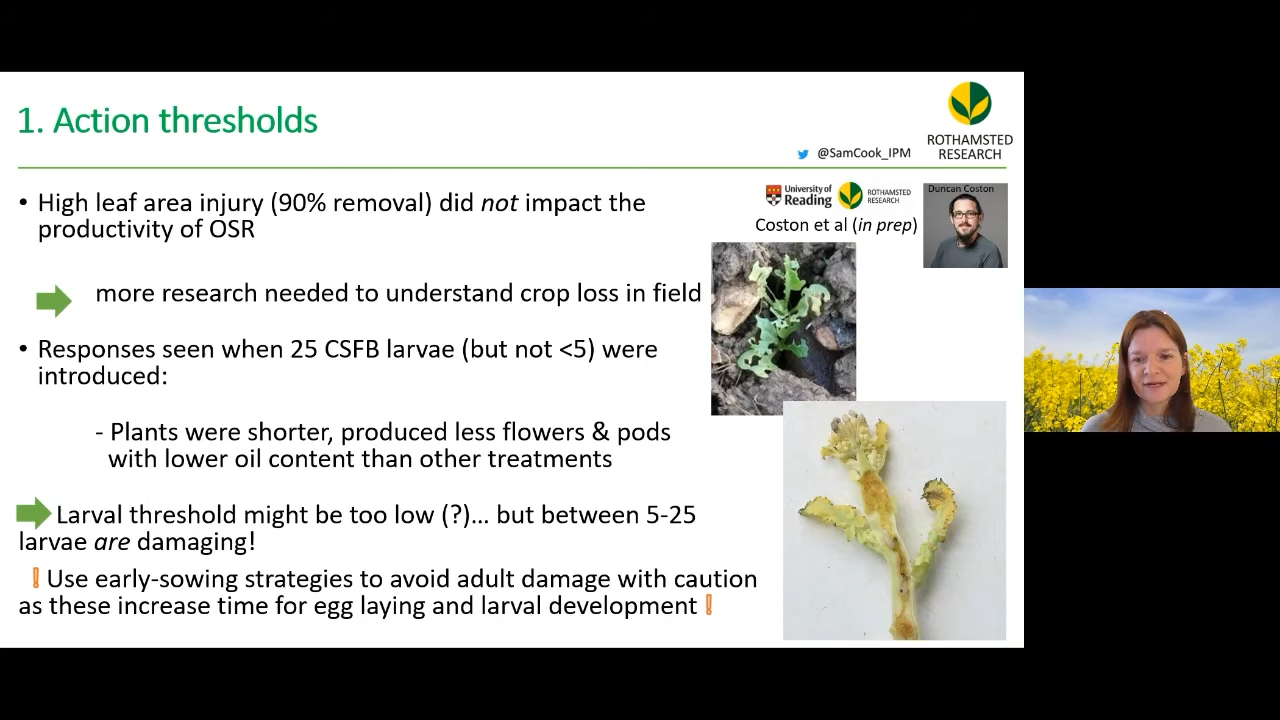 1. Action thresholds
@SamCook_IPM
ROTHAMSTED
RESEARCH
• High leaf area injury (90% removal) did not impact the
productivity of OSR
University of
Reading
ROTHAMSTED
RESEARCH
Duncan Coston
Coston et al (in prep)
more research needed to understand crop loss in field
• Responses seen when 25 CSFB larvae (but not <5) were
introduced:
- Plants were shorter, produced less flowers & pods
with lower oil content than other treatments
Larval threshold might be too low (?)... but between 5-25
larvae are damaging!
❗Use early-sowing strategies to avoid adult damage with caution
as these increase time for egg laying and larval development❗